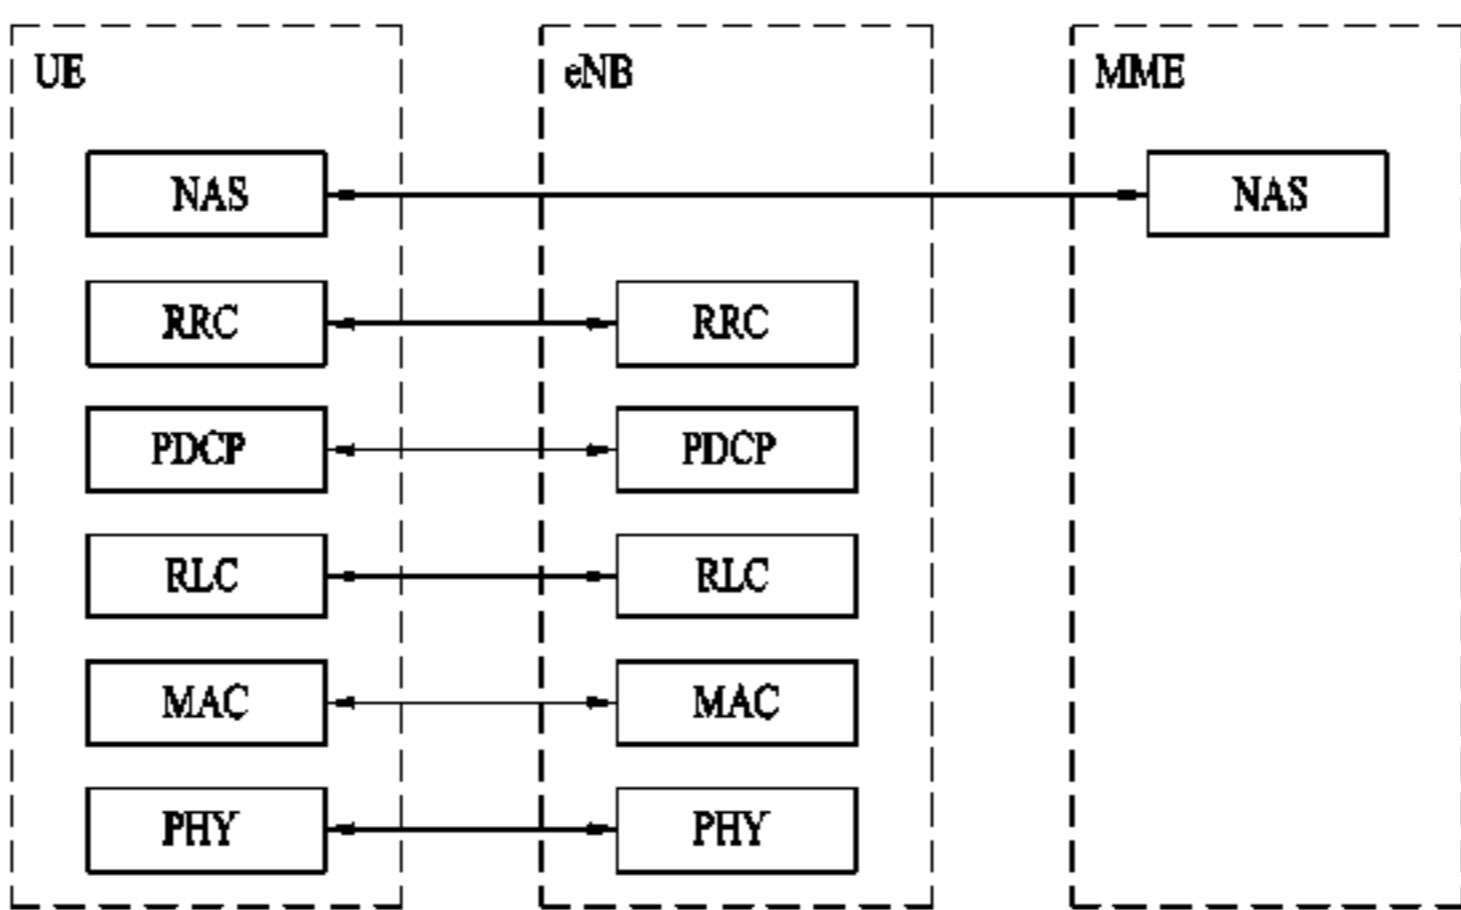 UE eNB MME
NAS NAS
RRC RRC
PDCP PDCP
RLC RLC
MAC MAC
PHY PHY